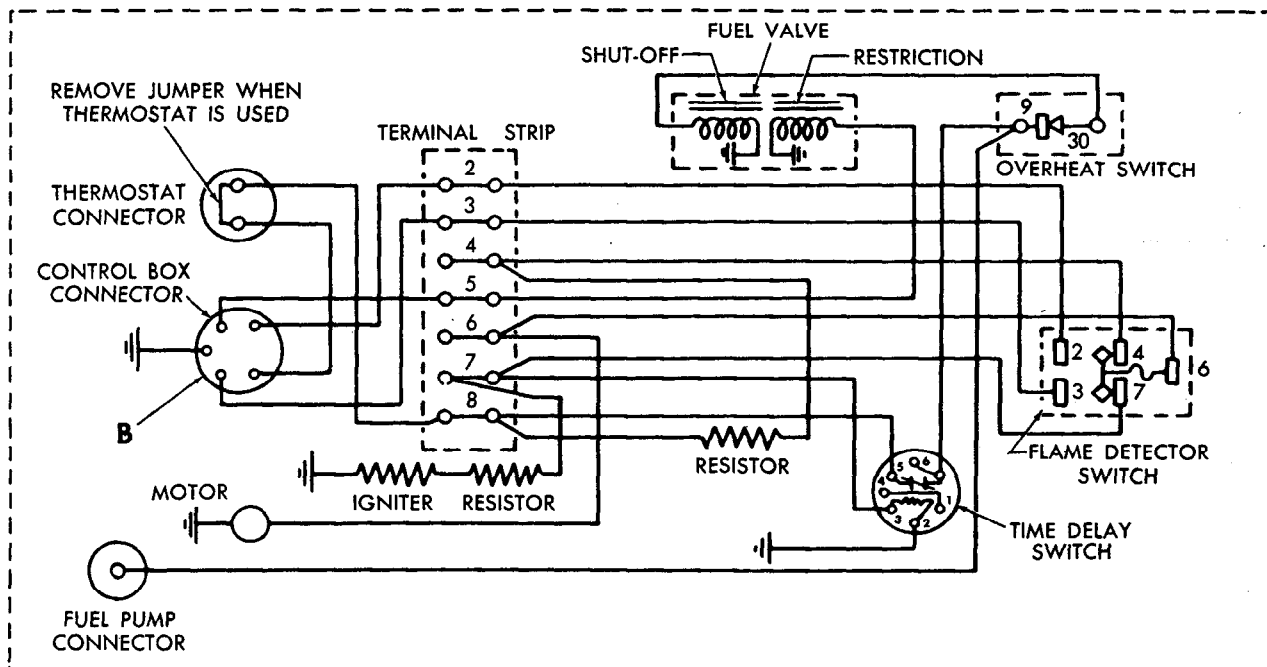 FUEL VALVE
SHUT-OFF
RESTRICTION
REMOVE JUMPER WHEN
THERMOSTAT IS USED
TERMINAL STRIP
9
30
OVERHEAT SWITCH
THERMOSTAT
CONNECTOR
2
3
4
5
6
7
8
CONTROL BOX
CONNECTOR
B
2
4
6
3
7
FLAME DETECTOR
SWITCH
RESISTOR
IGNITER
RESISTOR
MOTOR
5
6
4
1
3
2
TIME DELAY
SWITCH
FUEL PUMP
CONNECTOR